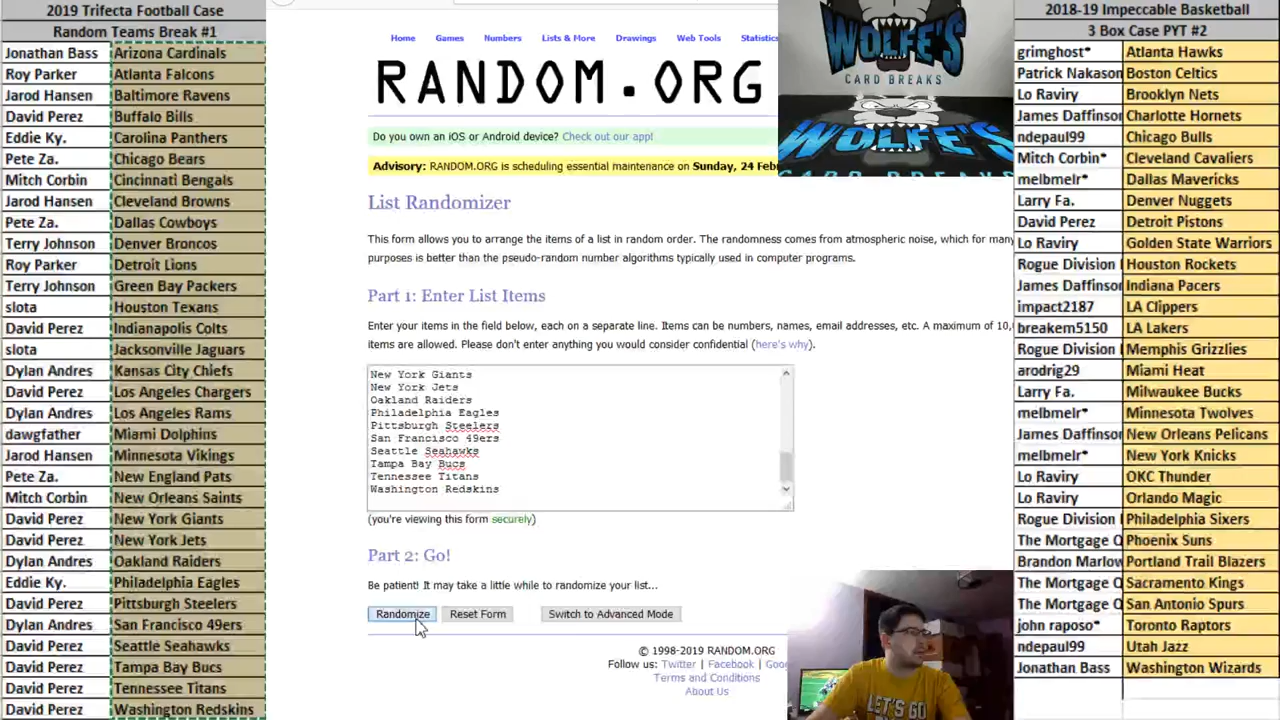 2019 Trifecta Football Case
Random Teams Break #1
Jonathan Bass Arizona Cardinals
Roy Parker Atlanta Falcons
Jarod Hansen Baltimore Ravens
David Perez Buffalo Bills
Eddie Ky. Carolina Panthers
Pete Za. Chicago Bears
Mitch Corbin Cincinnati Bengals
Jarod Hansen Cleveland Browns
Pete Za. Dallas Cowboys
Terry Johnson Denver Broncos
Roy Parker Detroit Lions
Terry Johnson Green Bay Packers
slota Houston Texans
David Perez Indianapolis Colts
slota Jacksonville Jaguars
Dylan Andres Kansas City Chiefs
David Perez Los Angeles Chargers
Dylan Andres Los Angeles Rams
dawgfather Miami Dolphins
Jarod Hansen Minnesota Vikings
Pete Za. New England Pats
Mitch Corbin New Orleans Saints
David Perez New York Giants
David Perez New York Jets
Dylan Andres Oakland Raiders
Eddie Ky. Philadelphia Eagles
David Perez Pittsburgh Steelers
Dylan Andres San Francisco 49ers
David Perez Seattle Seahawks
David Perez Tampa Bay Bucs
David Perez Tennessee Titans
David Perez Washington Redskins
Home Games Numbers Lists & More Drawings Web Tools Statistics
RANDOM.ORG
Do you own an iOS or Android device? Check out our app!
Advisory: RANDOM.ORG is scheduling essential maintenance on Sunday, 24 Feb
List Randomizer
This form allows you to arrange the items of a list in random order. The randomness comes from atmospheric noise, which for many
purposes is better than the pseudo-random number algorithms typically used in computer programs.
Part 1: Enter List Items
Enter your items in the field below, each on a separate line. Items can be numbers, names, email addresses, etc. A maximum of 10,
items are allowed. Please don't enter anything you would consider confidential (here's why).
New York Giants
New York Jets
Oakland Raiders
Philadelphia Eagles
Pittsburgh Steelers
San Francisco 49ers
Seattle Seahawks
Tampa Bay Bucs
Tennessee Titans
Washington Redskins
(you're viewing this form securely)
Part 2: Go!
Be patient! It may take a little while to randomize your list...
Randomize Reset Form Switch to Advanced Mode
© 1998-2019 RANDOM.ORG
Follow us: Twitter | Facebook | Goo
Terms and Conditions
About Us
WOLFE'S
CARD BREAKS
WOLFE'S
CARD BREAKS
LET'S GO
2018-19 Impeccable Basketball
3 Box Case PYT #2
grimghost* Atlanta Hawks
Patrick Nakason Boston Celtics
Lo Raviry Brooklyn Nets
James Daffinson Charlotte Hornets
ndepaul99 Chicago Bulls
Mitch Corbin* Cleveland Cavaliers
melbmelr* Dallas Mavericks
Larry Fa. Denver Nuggets
David Perez Detroit Pistons
Lo Raviry Golden State Warriors
Rogue Division Houston Rockets
James Daffinson Indiana Pacers
impact2187 LA Clippers
breakem5150 LA Lakers
Rogue Division Memphis Grizzlies
arodrig29 Miami Heat
Larry Fa. Milwaukee Bucks
melbmelr* Minnesota Twolves
James Daffinson New Orleans Pelicans
melbmelr* New York Knicks
Lo Raviry OKC Thunder
Lo Raviry Orlando Magic
Rogue Division Philadelphia Sixers
The Mortgage Phoenix Suns
Brandon Marlow Portland Trail Blazers
The Mortgage Sacramento Kings
The Mortgage San Antonio Spurs
john raposo* Toronto Raptors
ndepaul99 Utah Jazz
Jonathan Bass Washington Wizards